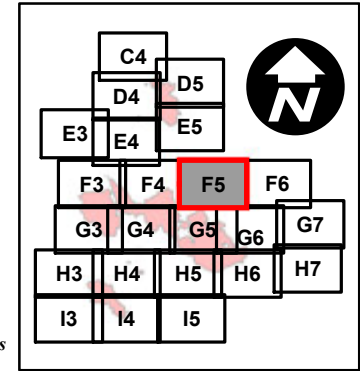 C4
D4 D5
E3 E4 E5
N
F3 F4 F5 F6
G3 G4 G5 G6 G7
H3 H4 H5 H6 H7
I3 I4 I5
s